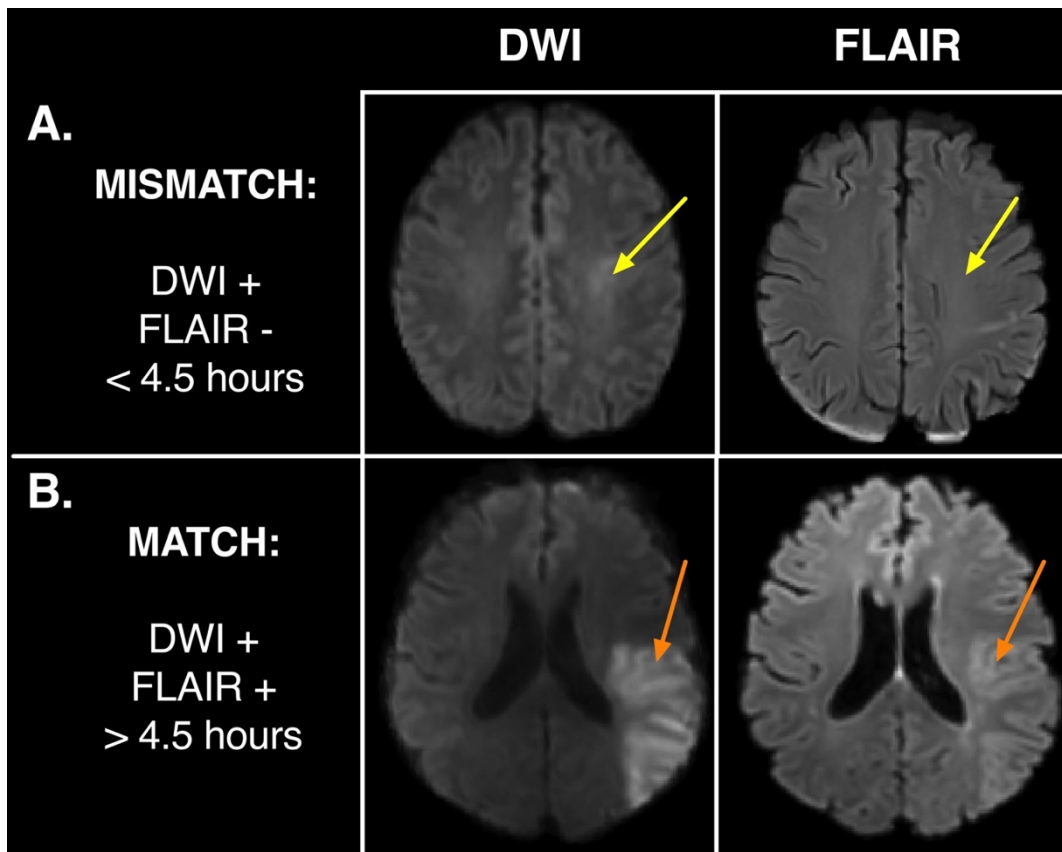 DWI
FLAIR
A.
MISMATCH:
DWI +
FLAIR -
< 4.5 hours
B.
MATCH:
DWI +
FLAIR +
> 4.5 hours